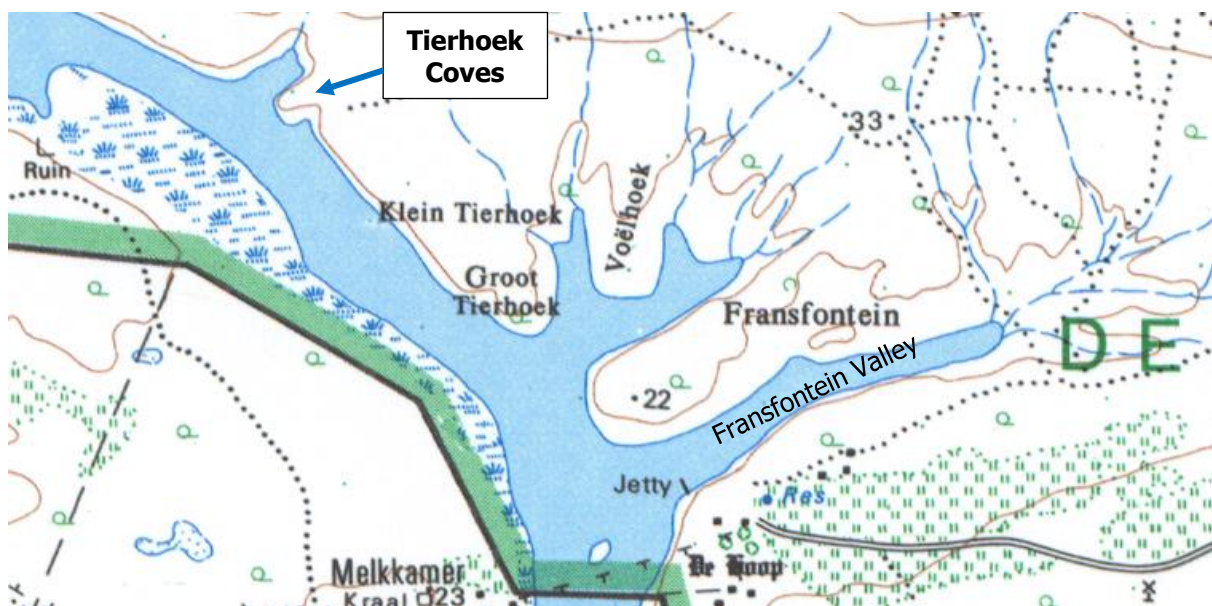 Tierhoek
Coves
33
Ruin
Klein Tierhoek
Voëlhoek
Groot
Tierhoek
Fransfontein
DE
Fransfontein Valley
22
Jetty
Res
Melkkamer
De Hoop
Kraal 23